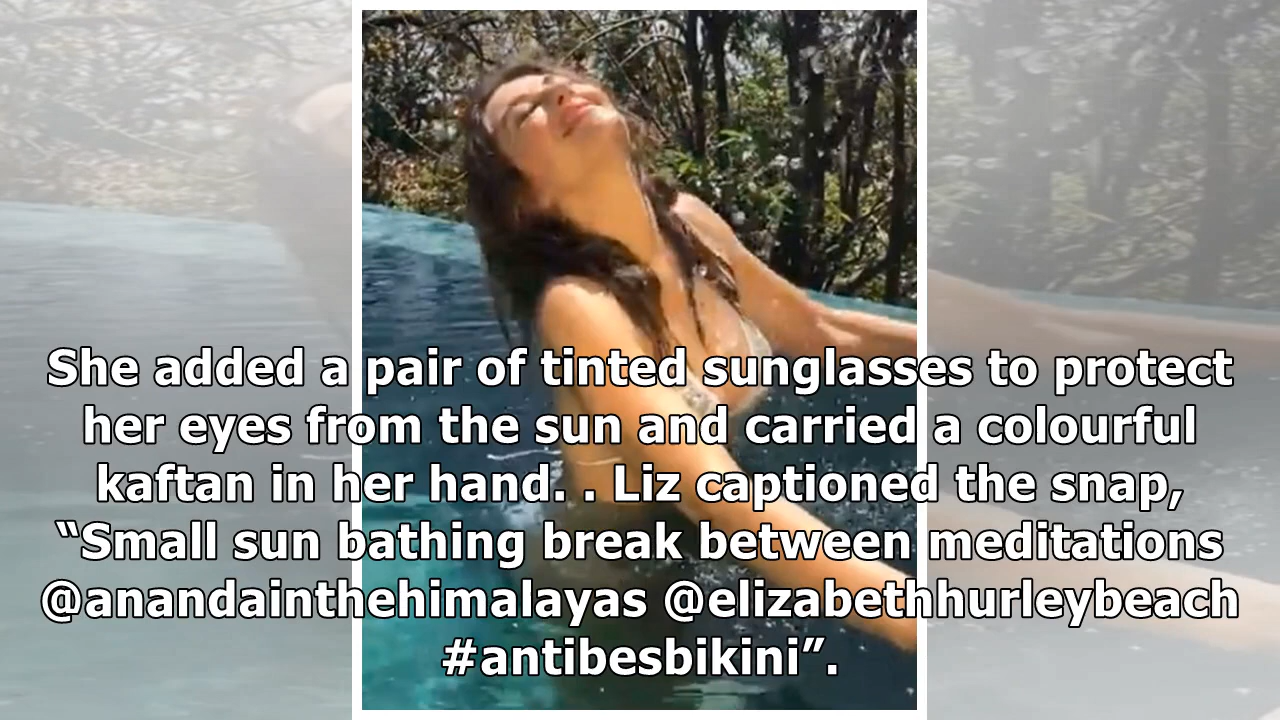 She added a pair of tinted sunglasses to protect
her eyes from the sun and carried a colourful
kaftan in her hand. . Liz captioned the snap,
“Small sun bathing break between meditations
@anandainthehimalayas @elizabethhurleybeach
#antibesbikini”.